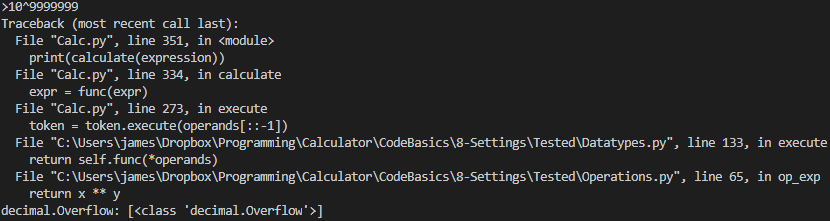 >10^9999999
Traceback (most recent call last):
  File "Calc.py", line 351, in <module>
    print(calculate(expression))
  File "Calc.py", line 334, in calculate
    expr = func(expr)
  File "Calc.py", line 273, in execute
    token = token.execute(operands[::-1])
  File "C:\Users\james\Dropbox\Programming\Calculator\CodeBasics\8-Settings\Tested\Datatypes.py", line 133, in execute
    return self.func(*operands)
  File "C:\Users\james\Dropbox\Programming\Calculator\CodeBasics\8-Settings\Tested\Operations.py", line 65, in op_exp
    return x ** y
decimal.Overflow: [<class 'decimal.Overflow'>]